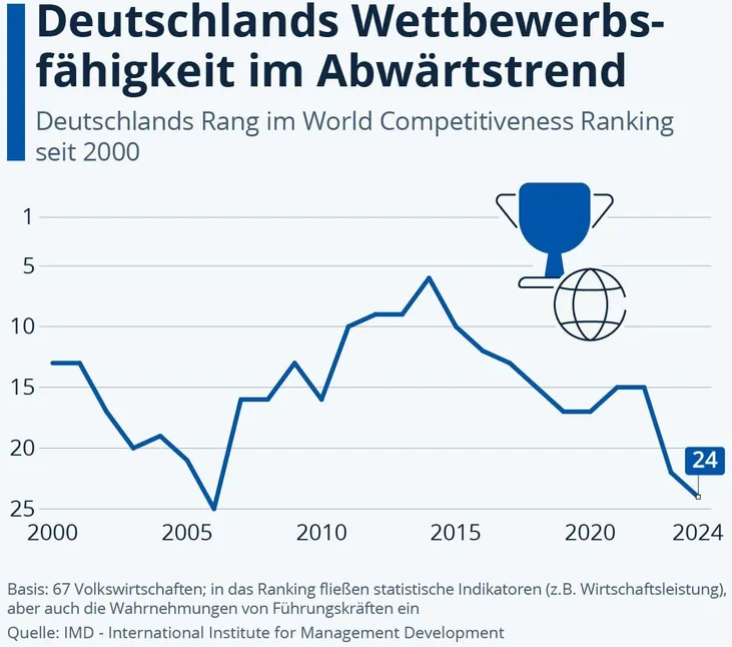 Deutschlands Wettbewerbs-
fähigkeit im Abwärtstrend
Deutschlands Rang im World Competitiveness Ranking
seit 2000
1
5
10
15
20
25
24
2000 2005 2010 2015 2020 2024
Basis: 67 Volkswirtschaften; in das Ranking fließen statistische Indikatoren (z.B. Wirtschaftsleistung),
aber auch die Wahrnehmungen von Führungskräften ein
Quelle: IMD - International Institute for Management Development